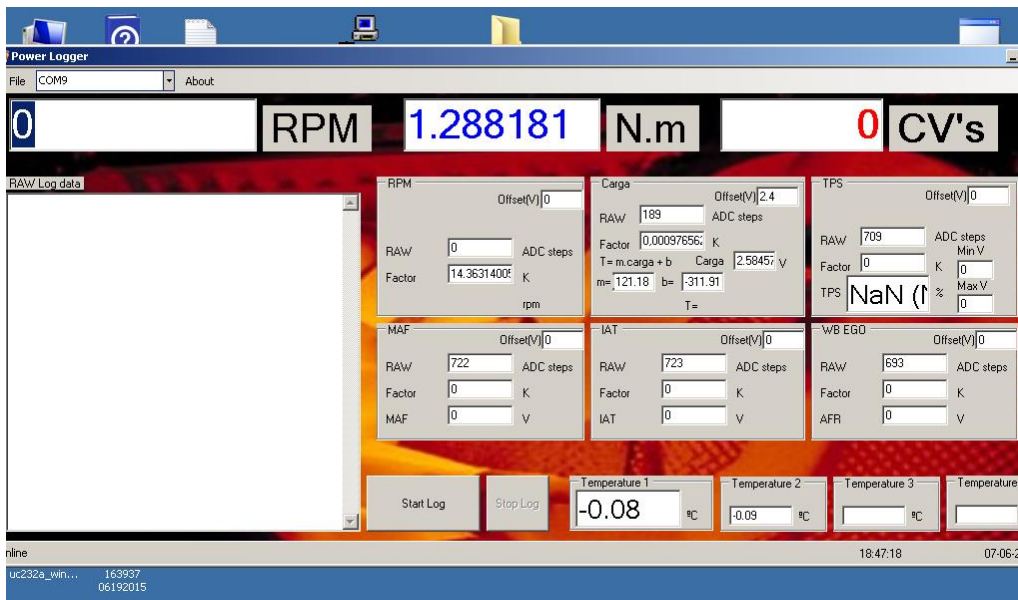 Power Logger
File COM9 About
0 RPM 1.288181 N.m 0 CV's
RAW Log data
RPM
Offset(V) 0
RAW 0 ADC steps
Factor 14.36314005 K
rpm
Carga
Offset(V) 2.4
RAW 189 ADC steps
Factor 0,00097656 K
T= m.carga + b Carga 2.58457 V
m= 121.18 b= -311.91
T=
TPS
Offset(V) 0
RAW 709 ADC steps
Min V
Factor 0 K 0
Max V
TPS NaN ( % 0
MAF
Offset(V) 0
RAW 722 ADC steps
Factor 0 K
MAF 0 V
IAT
Offset(V) 0
RAW 723 ADC steps
Factor 0 K
IAT 0 V
WB EGO
Offset(V) 0
RAW 693 ADC steps
Factor 0 K
AFR 0 V
Start Log Stop Log
Temperature 1
-0.08 ºC
Temperature 2
-0.09 ºC
Temperature 3
ºC
Temperature
nline 18:47:18 07-06-2
uc232a_win... 163937
06192015